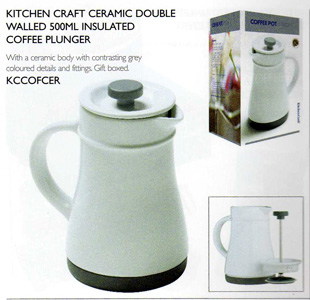 KITCHEN CRAFT CERAMIC DOUBLE
WALLED 500ML INSULATED
COFFEE PLUNGER
With a ceramic body with contrasting grey
coloured details and fittings. Gift boxed.
KCCOFCER
COFFEE POT